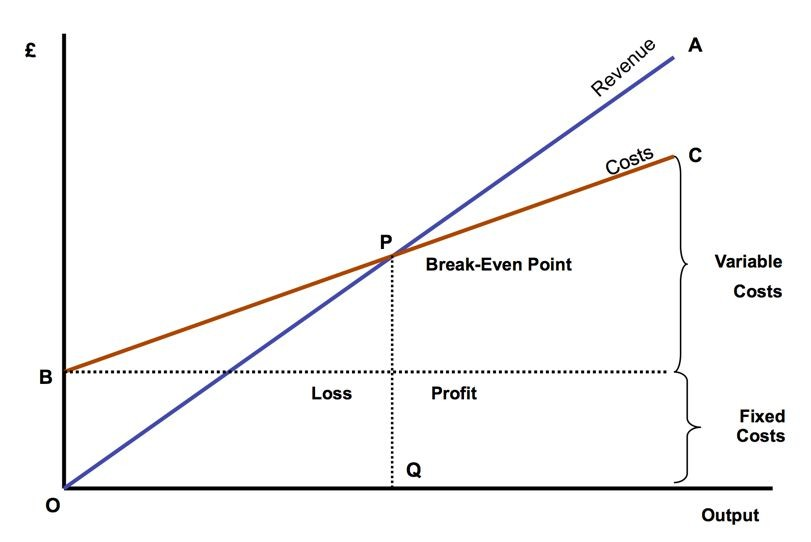 £
Revenue
A
Costs
C
P
Break-Even Point
Variable
Costs
B
Loss
Profit
Fixed
Costs
Q
O
Output